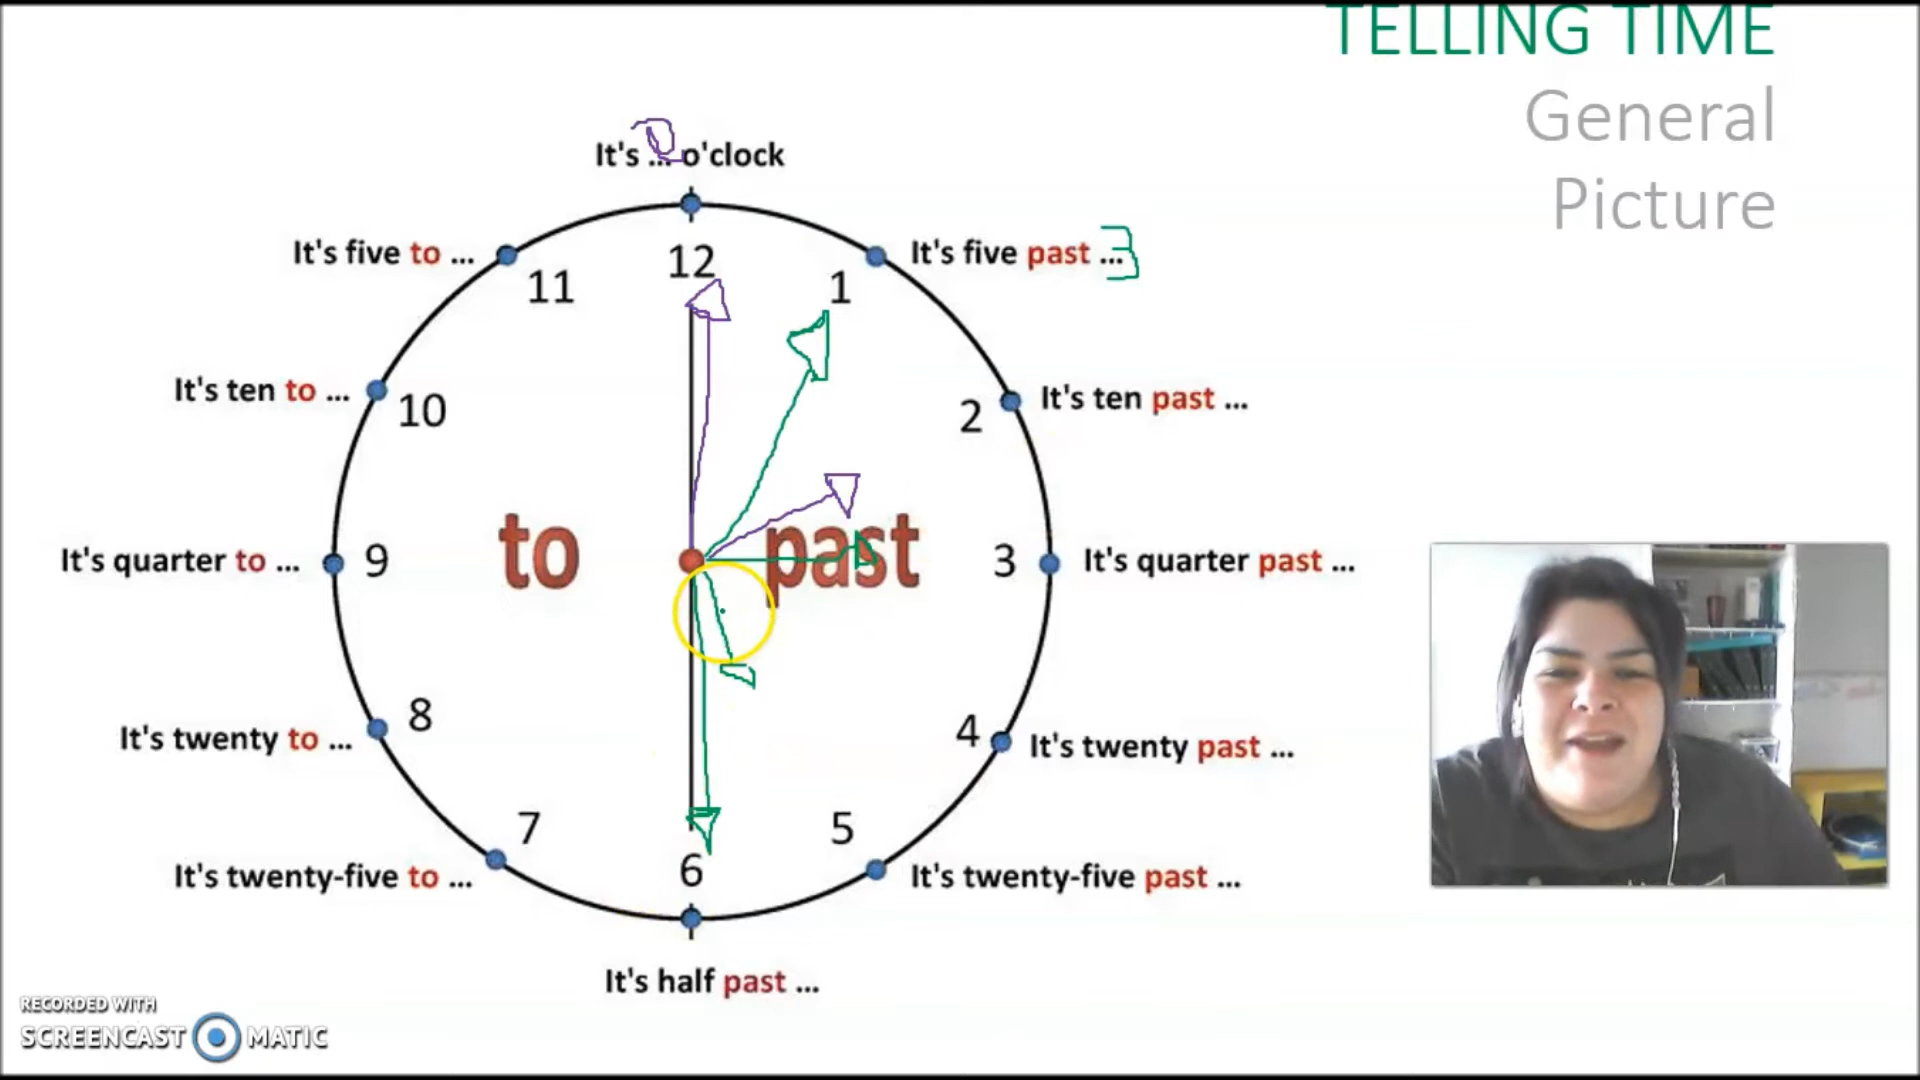 TELLING TIME
General
Picture
It's ... o'clock
It's five to ...
It's five past ... 3
It's ten to ...
It's ten past ...
It's quarter to ...
It's quarter past ...
It's twenty to ...
It's twenty past ...
It's twenty-five to ...
It's twenty-five past ...
It's half past ...
12
11
1
10
2
9
to
past
3
8
4
7
5
6
RECORDED WITH
SCREENCAST MATIC